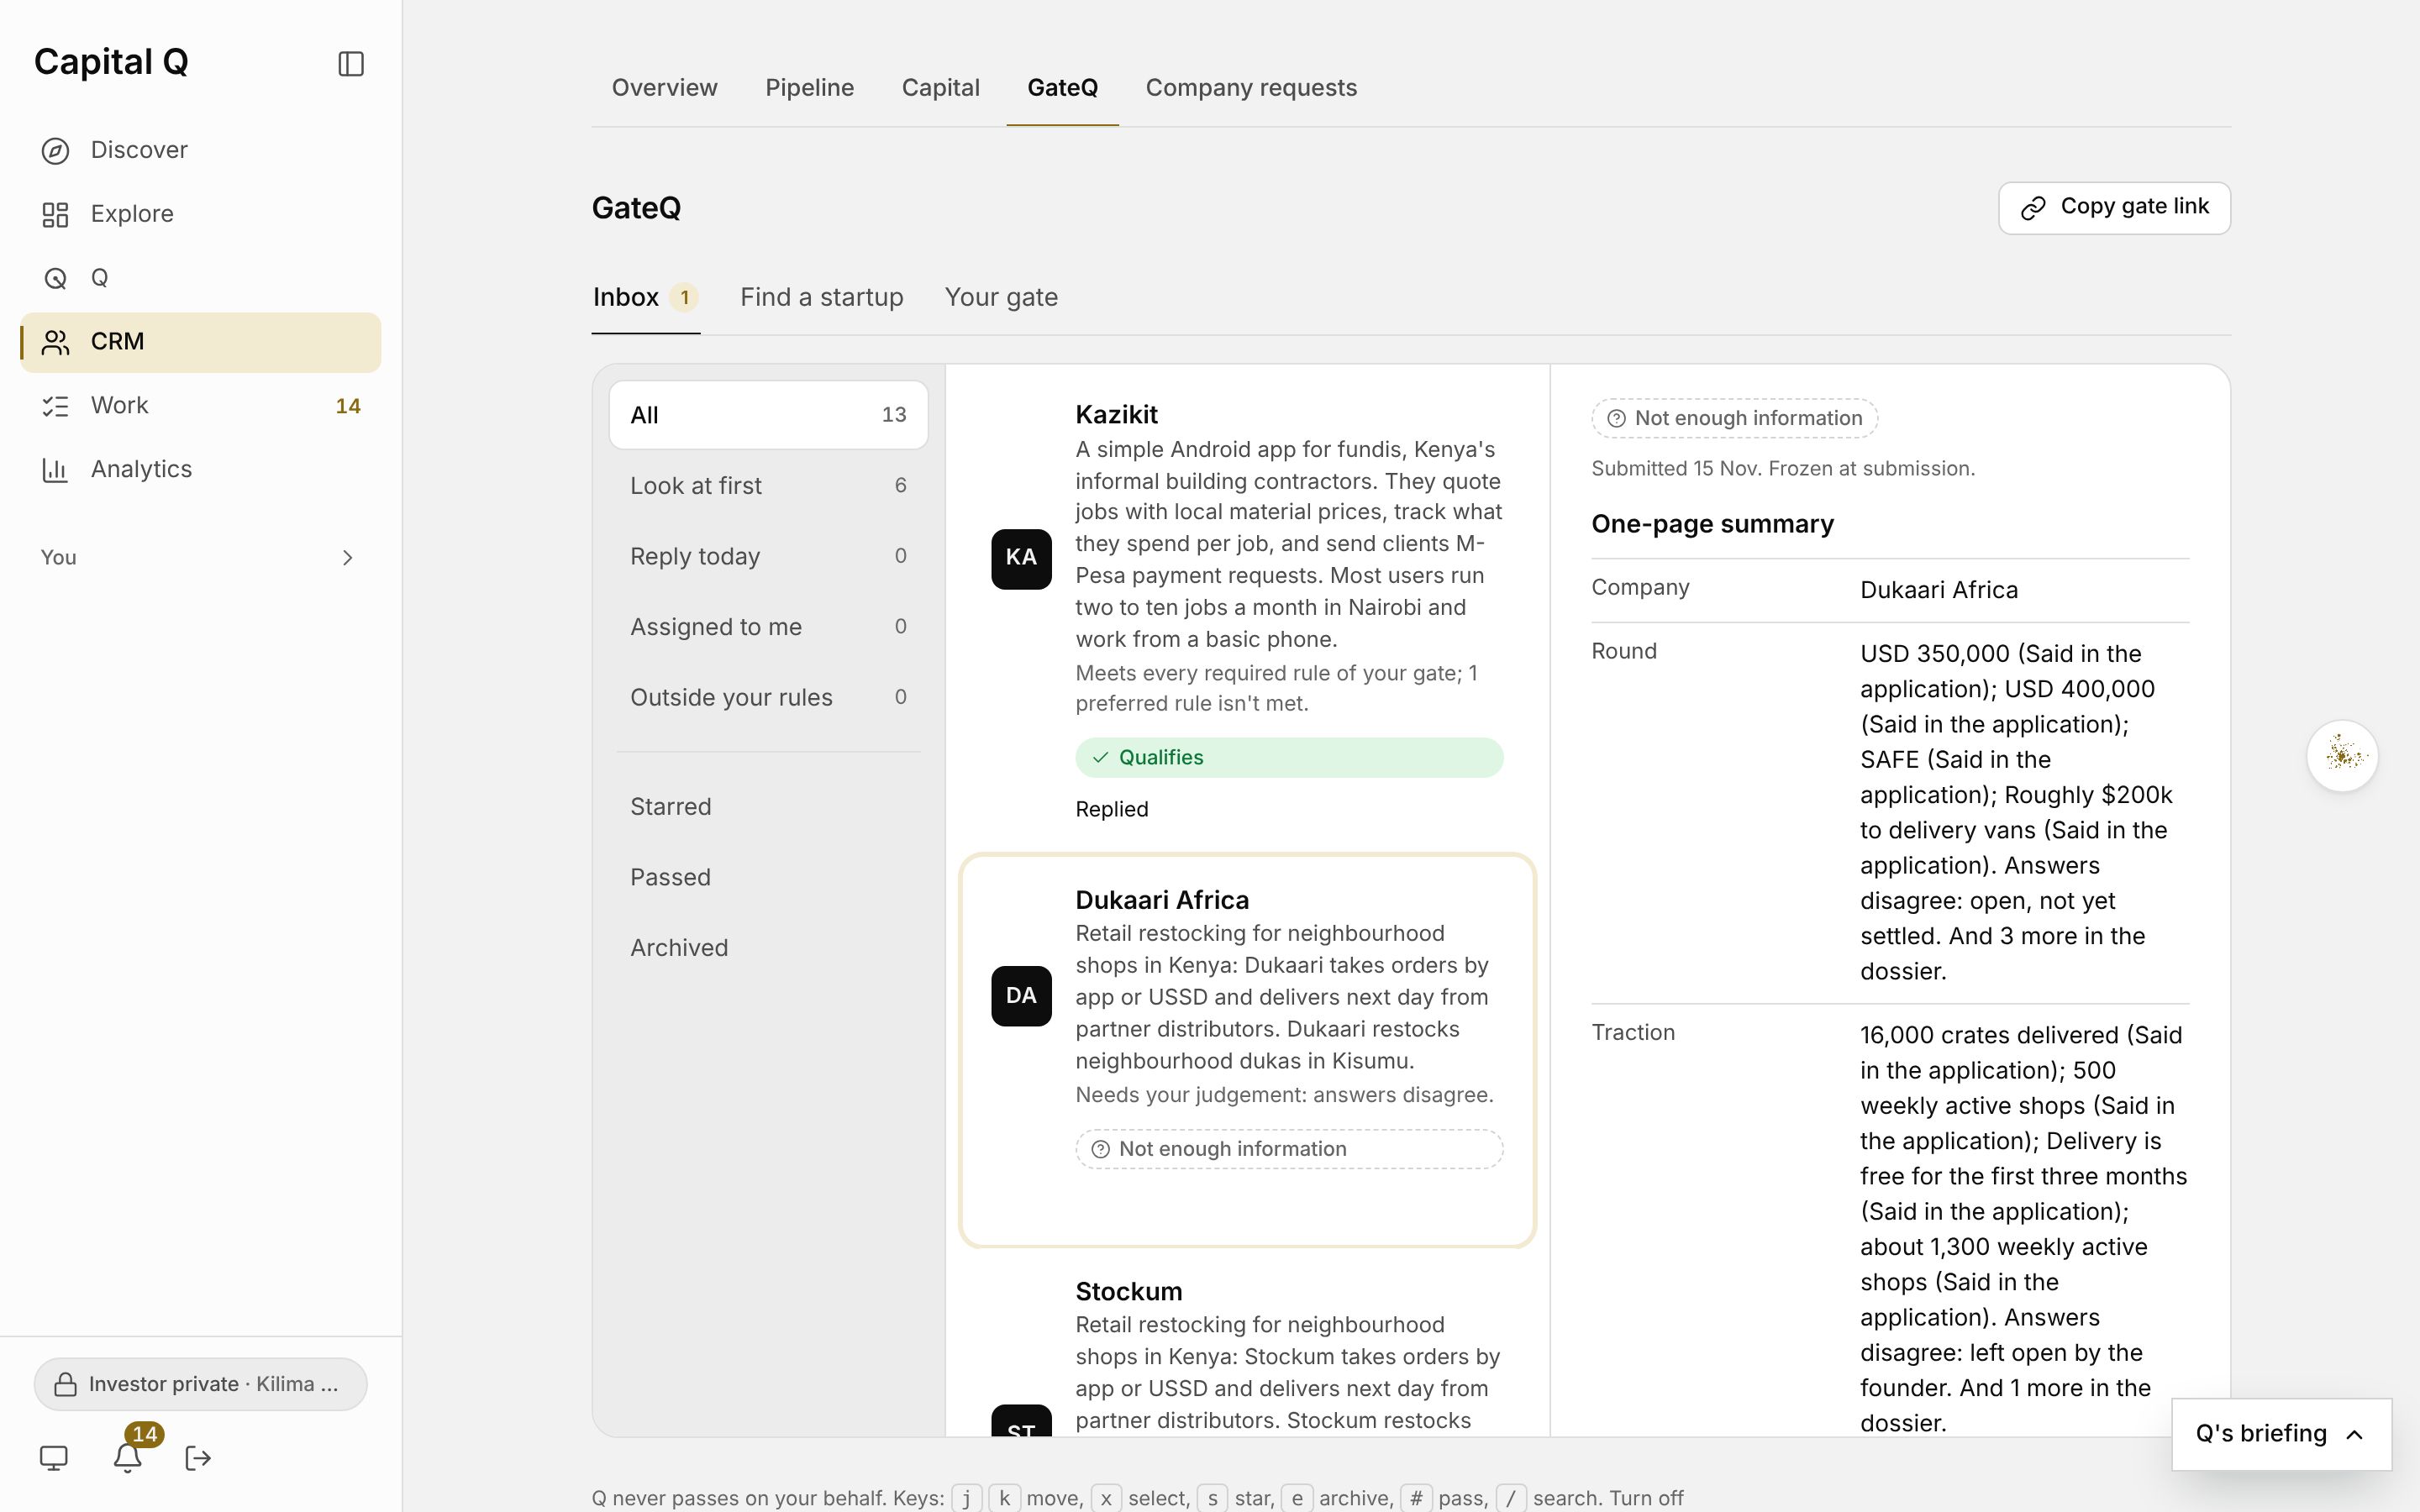 Capital Q
Discover
Explore
Q
CRM
Work 14
Analytics
You
Investor private · Kilima ...
14
Overview Pipeline Capital GateQ Company requests
GateQ
Copy gate link
Inbox 1 Find a startup Your gate
All 13
Look at first 6
Reply today 0
Assigned to me 0
Outside your rules 0
Starred
Passed
Archived
KA
Kazikit
A simple Android app for fundis, Kenya's
informal building contractors. They quote
jobs with local material prices, track what
they spend per job, and send clients M-
Pesa payment requests. Most users run
two to ten jobs a month in Nairobi and
work from a basic phone.
Meets every required rule of your gate; 1
preferred rule isn't met.
Qualifies
Replied
DA
Dukaari Africa
Retail restocking for neighbourhood
shops in Kenya: Dukaari takes orders by
app or USSD and delivers next day from
partner distributors. Dukaari restocks
neighbourhood dukas in Kisumu.
Needs your judgement: answers disagree.
Not enough information
ST
Stockum
Retail restocking for neighbourhood
shops in Kenya: Stockum takes orders by
app or USSD and delivers next day from
partner distributors. Stockum restocks
Not enough information
Submitted 15 Nov. Frozen at submission.
One-page summary
Company Dukaari Africa
Round USD 350,000 (Said in the
application); USD 400,000
(Said in the application);
SAFE (Said in the
application); Roughly $200k
to delivery vans (Said in the
application). Answers
disagree: open, not yet
settled. And 3 more in the
dossier.
Traction 16,000 crates delivered (Said
in the application); 500
weekly active shops (Said in
the application); Delivery is
free for the first three months
(Said in the application);
about 1,300 weekly active
shops (Said in the
application). Answers
disagree: left open by the
founder. And 1 more in the
dossier.
Q's briefing
Q never passes on your behalf. Keys: j k move, x select, s star, e archive, # pass, / search. Turn off